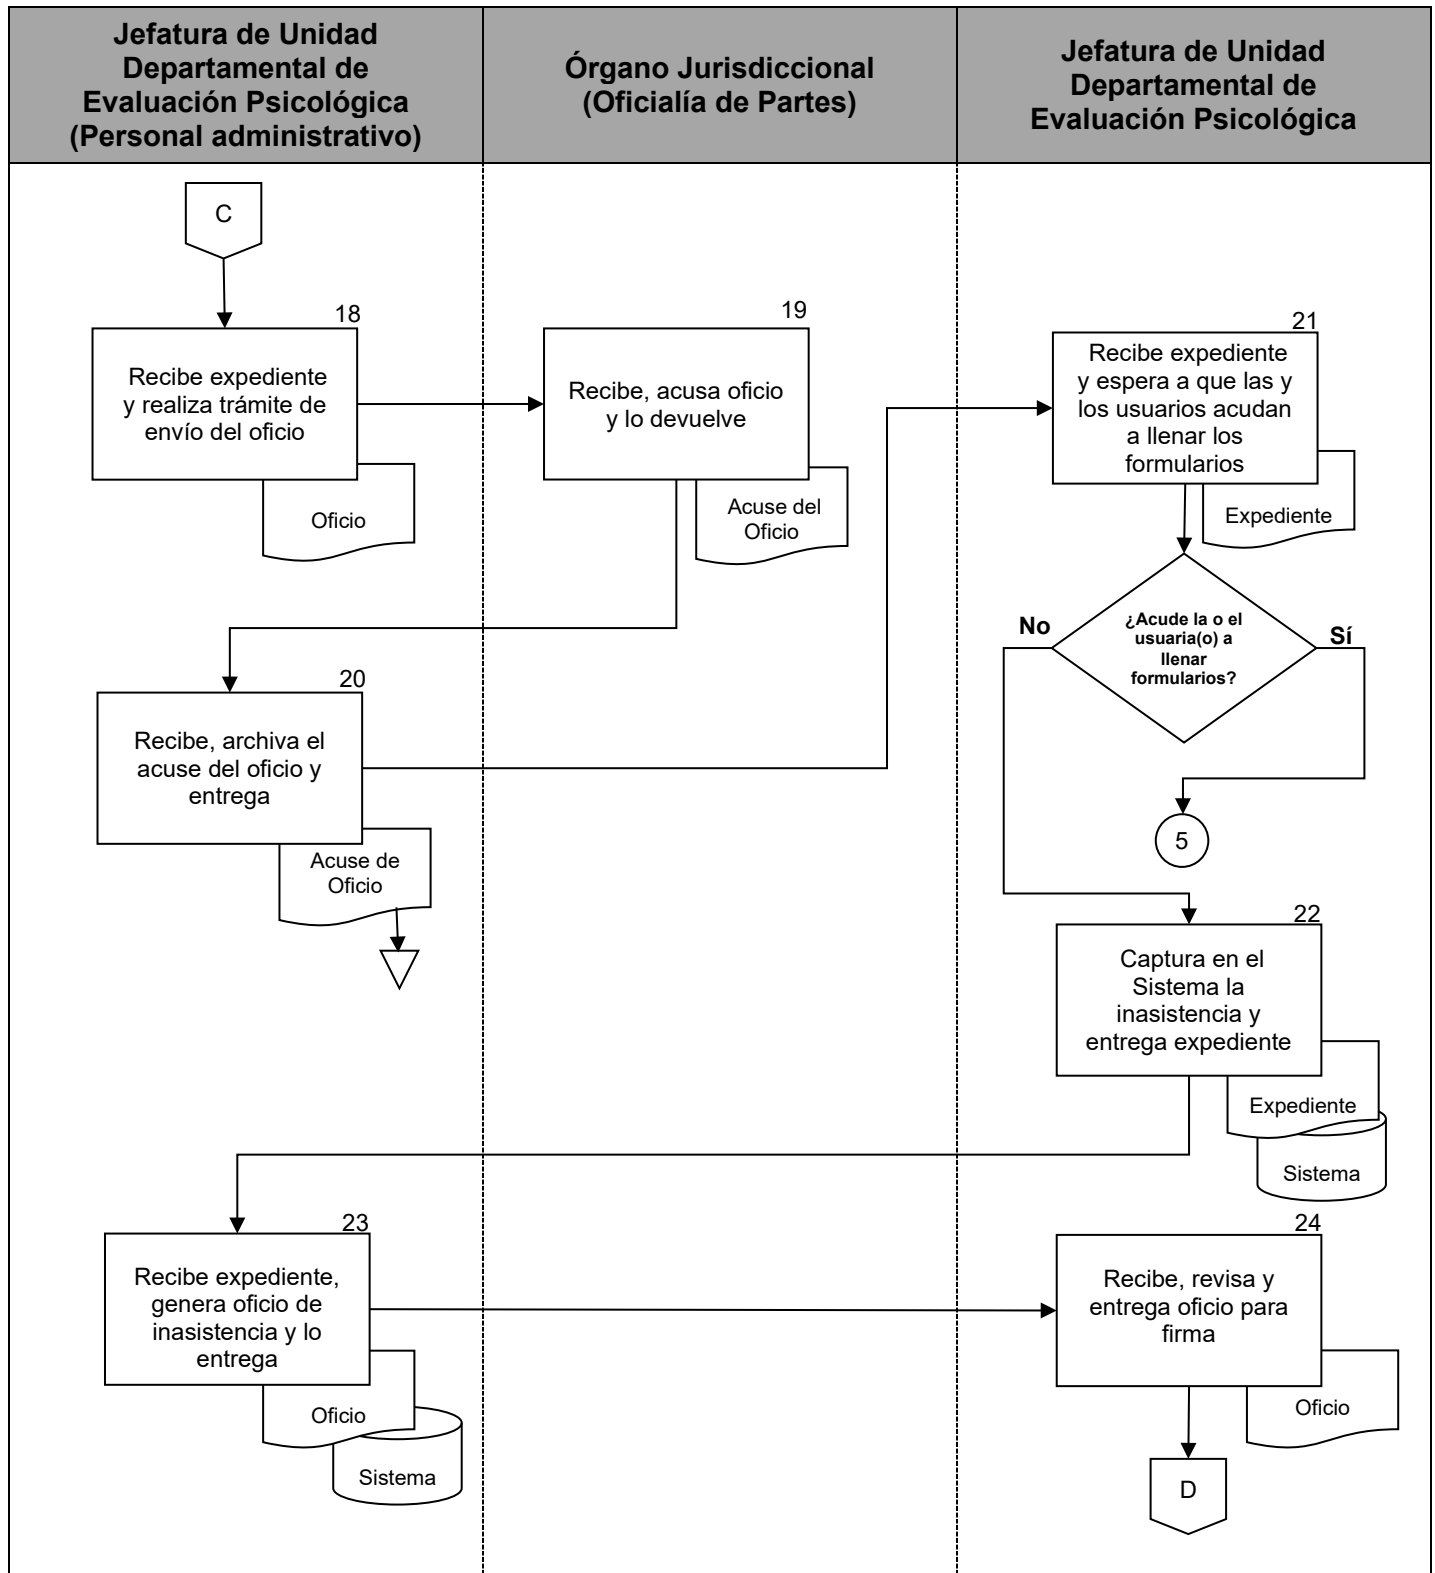 Jefatura de Unidad
Departamental de
Evaluación Psicológica
(Personal administrativo)
Órgano Jurisdiccional
(Oficialía de Partes)
Jefatura de Unidad
Departamental de
Evaluación Psicológica
C
18
Recibe expediente
y realiza trámite de
envío del oficio
Oficio
19
Recibe, acusa oficio
y lo devuelve
Acuse del
Oficio
21
Recibe expediente
y espera a que las y
los usuarios acudan
a llenar los
formularios
Expediente
No
¿Acude la o el
usuaria(o) a
llenar
formularios?
Sí
20
Recibe, archiva el
acuse del oficio y
entrega
Acuse de
Oficio
5
22
Captura en el
Sistema la
inasistencia y
entrega expediente
Expediente
Sistema
23
Recibe expediente,
genera oficio de
inasistencia y lo
entrega
Oficio
Sistema
24
Recibe, revisa y
entrega oficio para
firma
Oficio
D